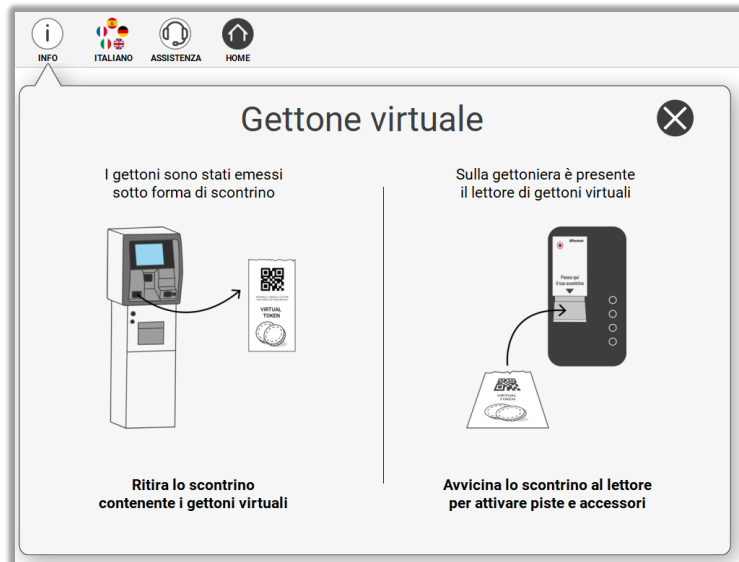 INFO
ITALIANO
ASSISTENZA
HOME
Gettone virtuale
I gettoni sono stati emessi
sotto forma di scontrino
Sulla gettoniera è presente
il lettore di gettoni virtuali
VIRTUAL
TOKEN
Passa qui
il tuo scontrino
VIRTUAL
TOKEN
Ritira lo scontrino
contenente i gettoni virtuali
Avvicina lo scontrino al lettore
per attivare piste e accessori